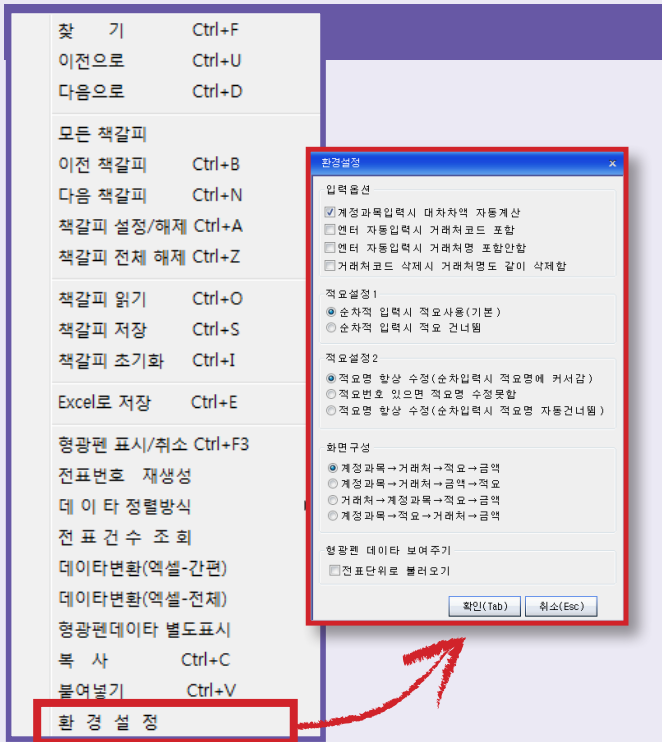 찾 기 Ctrl+F
이전으로 Ctrl+U
다음으로 Ctrl+D
모든 책갈피
이전 책갈피 Ctrl+B
다음 책갈피 Ctrl+N
책갈피 설정/해제 Ctrl+A
책갈피 전체 해제 Ctrl+Z
책갈피 읽기 Ctrl+O
책갈피 저장 Ctrl+S
책갈피 초기화 Ctrl+I
Excel로 저장 Ctrl+E
형광펜 표시/취소 Ctrl+F3
전표번호 재생성
데 이 타 정렬방식
전 표 건 수 조 회
데이타변환(엑셀-간편)
데이타변환(엑셀-전체)
형광펜데이타 별도표시
복 사 Ctrl+C
붙여넣기 Ctrl+V
환 경 설 정
환경설정 x
입력옵션
계정과목입력시 대차차액 자동계산
엔터 자동입력시 거래처코드 포함
엔터 자동입력시 거래처명 포함안함
거래처코드 삭제시 거래처명도 같이 삭제함
적요설정1
순차적 입력시 적요사용(기본)
순차적 입력시 적요 건너뜀
적요설정2
적요명 항상 수정(순차입력시 적요명에 커서감)
적요번호 있으면 적요명 수정못함
적요명 항상 수정(순차입력시 적요명 자동건너뜀)
화면구성
계정과목→거래처→적요→금액
계정과목→거래처→금액→적요
거래처→계정과목→적요→금액
계정과목→적요→거래처→금액
형광펜 데이타 보여주기
전표단위로 불러오기
확인(Tab) 취소(Esc)